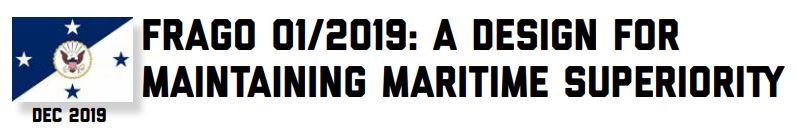 FRAGO 01/2019: A DESIGN FOR
MAINTAINING MARITIME SUPERIORITY
DEC 2019